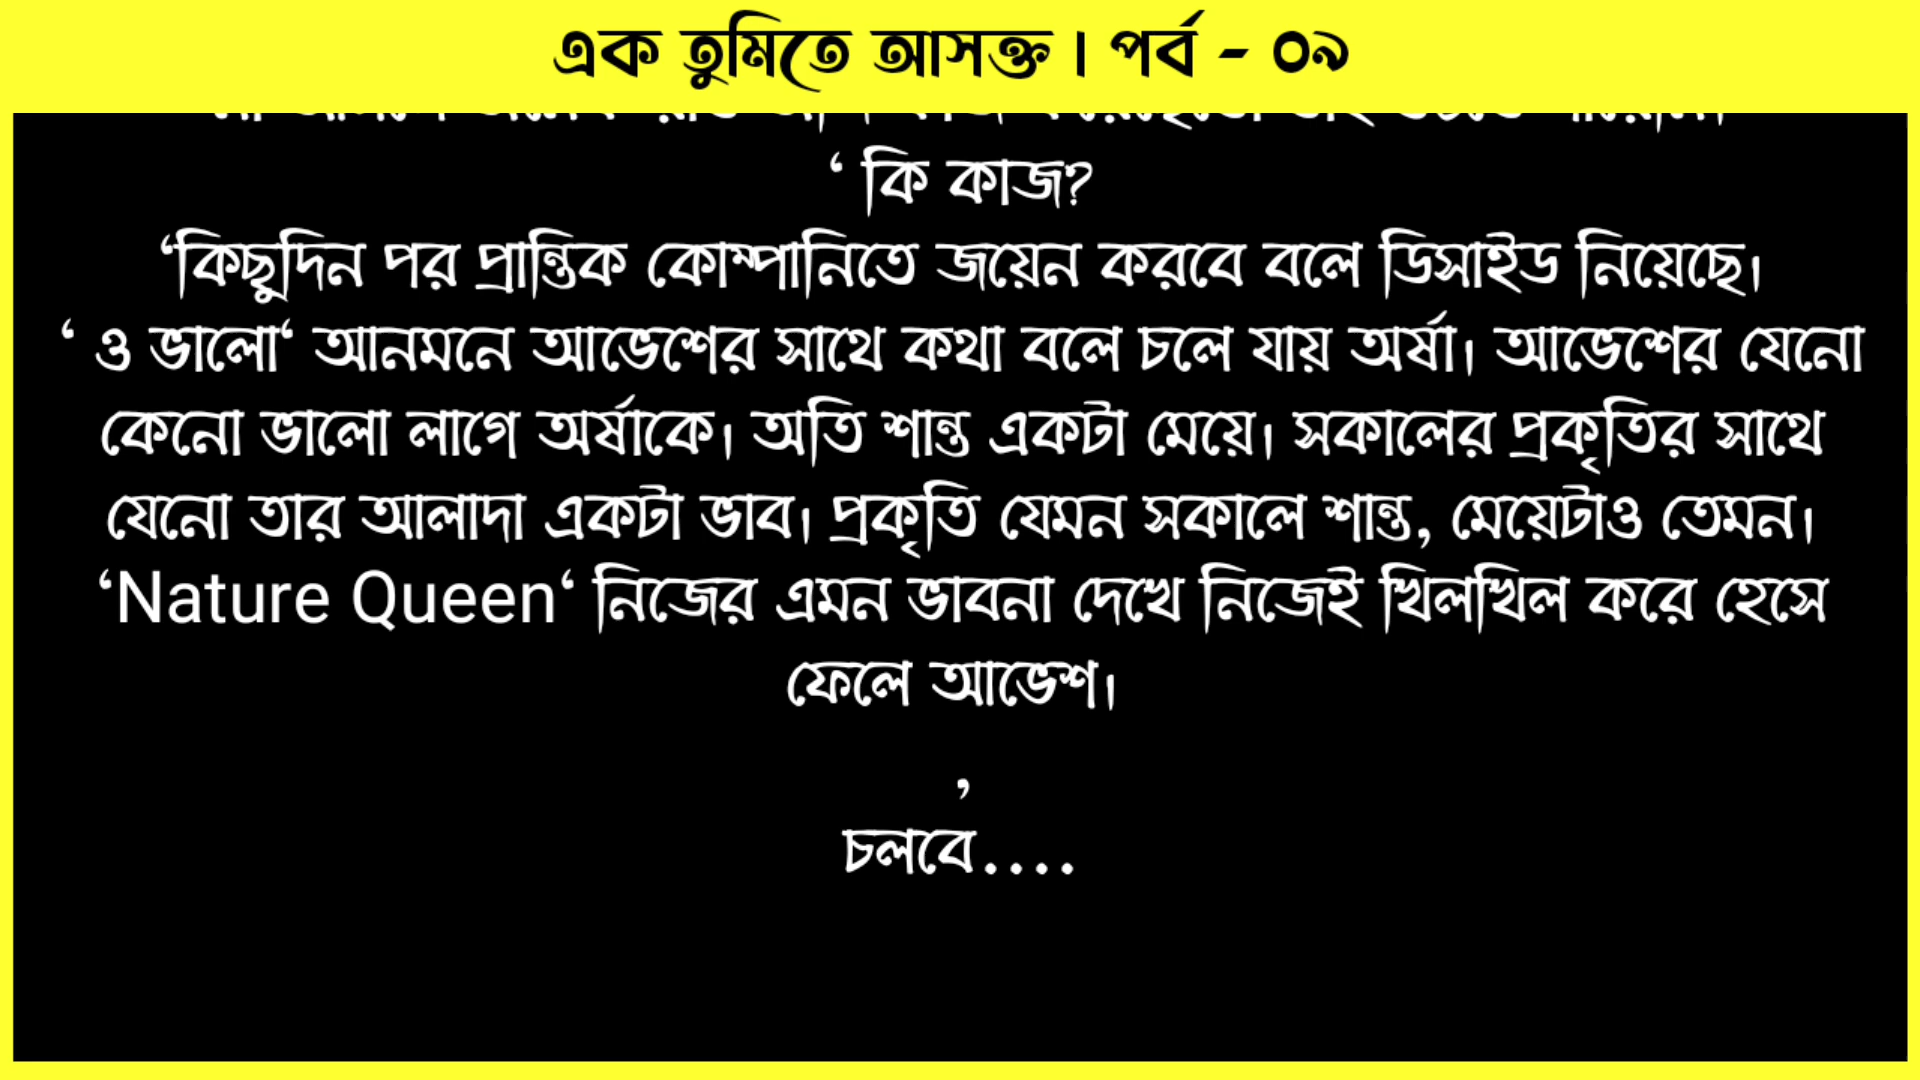 এক তুমিতে আসক্ত । পর্ব - ০৯
‘ কি কাজ?
‘কিছুদিন পর প্রান্তিক কোম্পানিতে জয়েন করবে বলে ডিসাইড নিয়েছে।
‘ ও ভালো‘ আনমনে আভেশের সাথে কথা বলে চলে যায় অর্ষা। আভেশের যেনো
কেনো ভালো লাগে অর্ষাকে। অতি শান্ত একটা মেয়ে। সকালের প্রকৃতির সাথে
যেনো তার আলাদা একটা ভাব। প্রকৃতি যেমন সকালে শান্ত, মেয়েটাও তেমন।
‘Nature Queen‘ নিজের এমন ভাবনা দেখে নিজেই খিলখিল করে হেসে
ফেলে আভেশ।
,
চলবে....